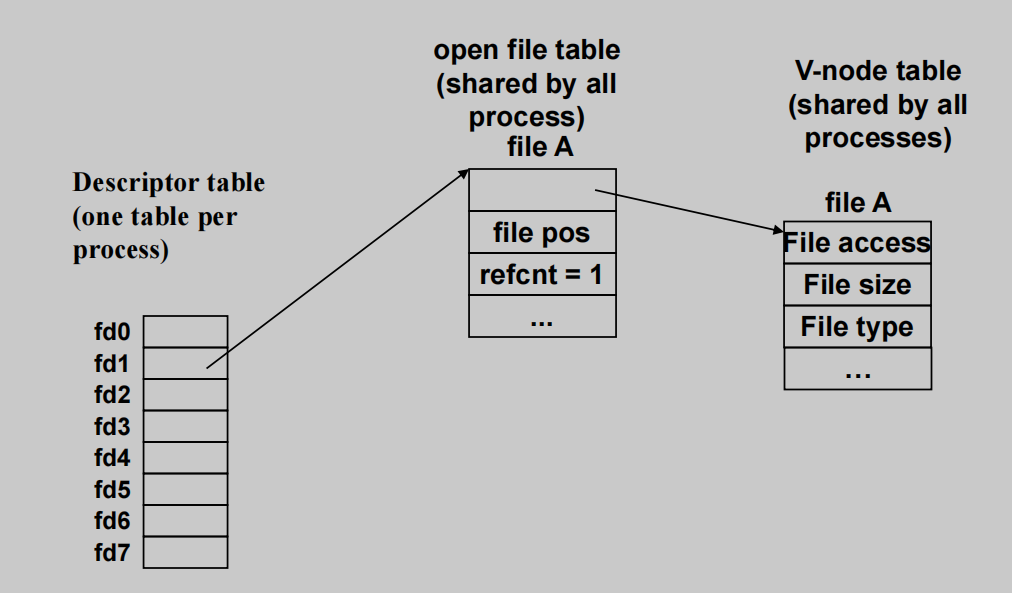 open file table
(shared by all
process)
file A
V-node table
(shared by all
processes)
file A
Descriptor table
(one table per
process)
file pos
refcnt = 1
...
File access
File size
File type
...
fd0
fd1
fd2
fd3
fd4
fd5
fd6
fd7